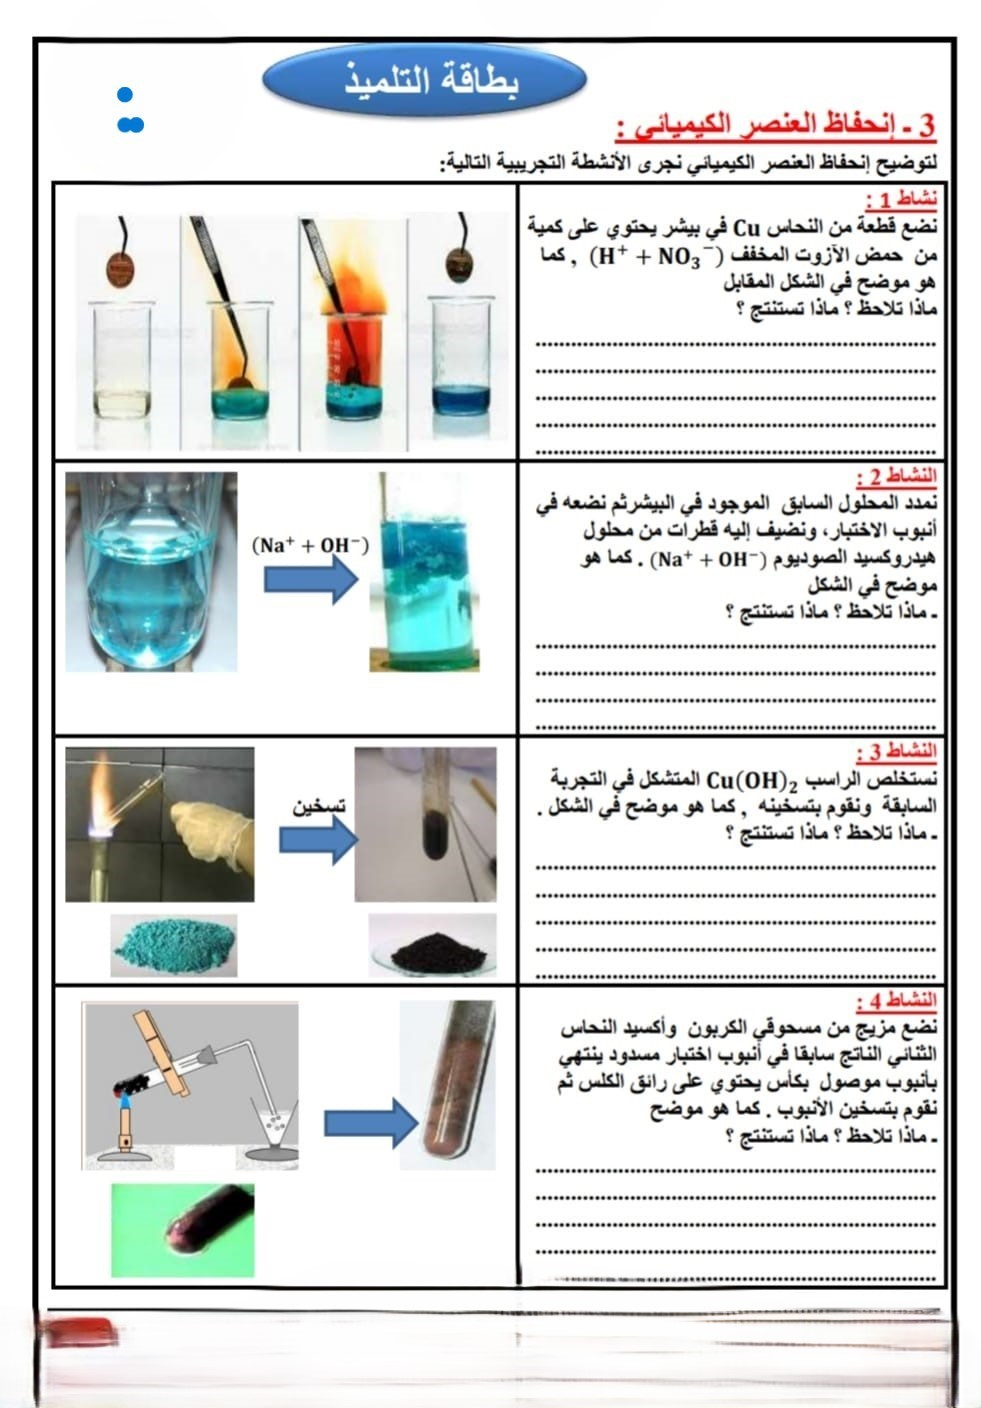 بطاقة التلميذ
3 ـ إنحفاظ العنصر الكيميائي :
لتوضيح إنحفاظ العنصر الكيميائي نجرى الأنشطة التجريبية التالية:
نشاط 1 :
نضع قطعة من النحاس Cu في بيشر يحتوي على كمية
من حمض الآزوت المخفف (H⁺ + NO₃⁻) , كما
هو موضح في الشكل المقابل
ماذا تلاحظ ؟ ماذا تستنتج ؟
النشاط 2 :
نمدد المحلول السابق الموجود في البيشرثم نضعه في
أنبوب الاختبار، ونضيف إليه قطرات من محلول
هيدروكسيد الصوديوم (Na⁺ + OH⁻) . كما هو
موضح في الشكل
ـ ماذا تلاحظ ؟ ماذا تستنتج ؟
(Na⁺ + OH⁻)
النشاط 3 :
نستخلص الراسب Cu(OH)₂ المتشكل في التجربة
السابقة ونقوم بتسخينه , كما هو موضح في الشكل .
ـ ماذا تلاحظ ؟ ماذا تستنتج ؟
تسخين
النشاط 4 :
نضع مزيج من مسحوقي الكربون وأكسيد النحاس
الثنائي الناتج سابقا في أنبوب اختبار مسدود ينتهي
بأنبوب موصول بكأس يحتوي على رائق الكلس ثم
نقوم بتسخين الأنبوب . كما هو موضح
ـ ماذا تلاحظ ؟ ماذا تستنتج ؟